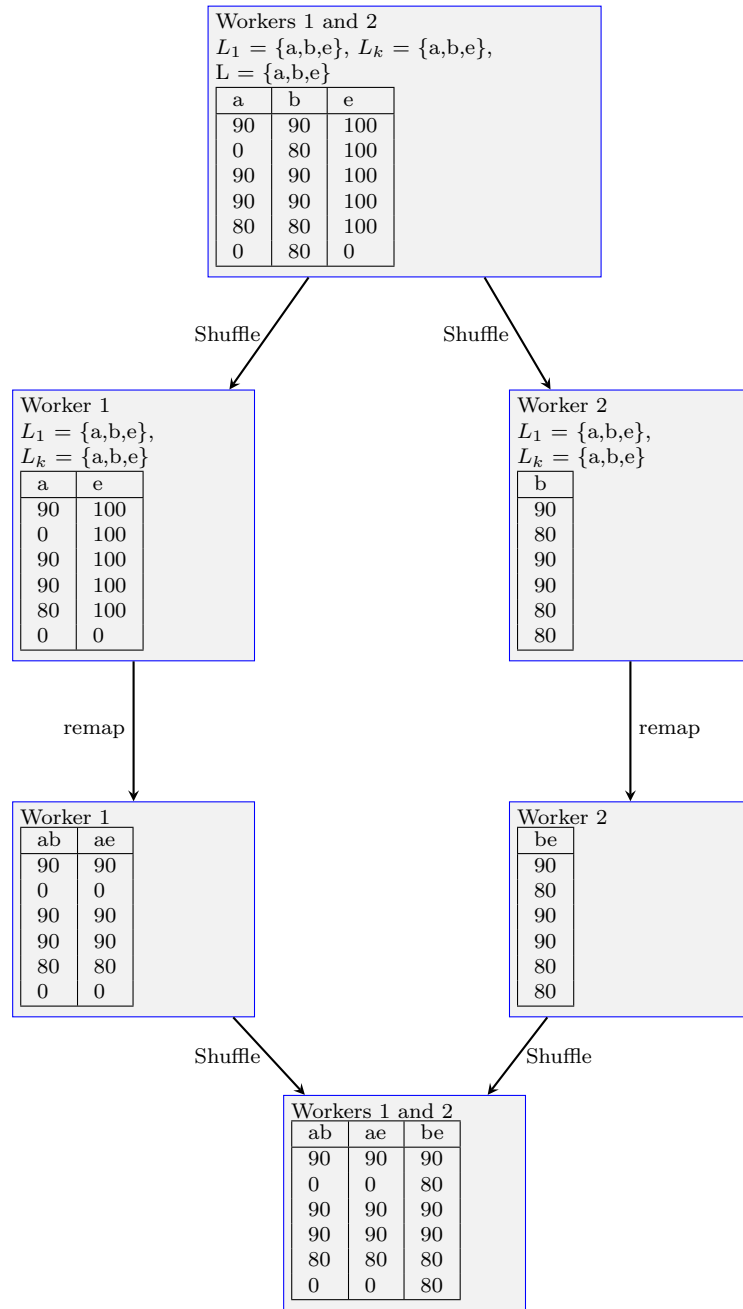 Workers 1 and 2
L₁ = {a,b,e}, Lₖ = {a,b,e},
L = {a,b,e}
a b e
90 90 100
0 80 100
90 90 100
90 90 100
80 80 100
0 80 0
Shuffle
Shuffle
Worker 1
L₁ = {a,b,e},
Lₖ = {a,b,e}
a e
90 100
0 100
90 100
90 100
80 100
0 0
Worker 2
L₁ = {a,b,e},
Lₖ = {a,b,e}
b
90
80
90
90
80
80
remap
remap
Worker 1
ab ae
90 90
0 0
90 90
90 90
80 80
0 0
Worker 2
be
90
80
90
90
80
80
Shuffle
Shuffle
Workers 1 and 2
ab ae be
90 90 90
0 0 80
90 90 90
90 90 90
80 80 80
0 0 80